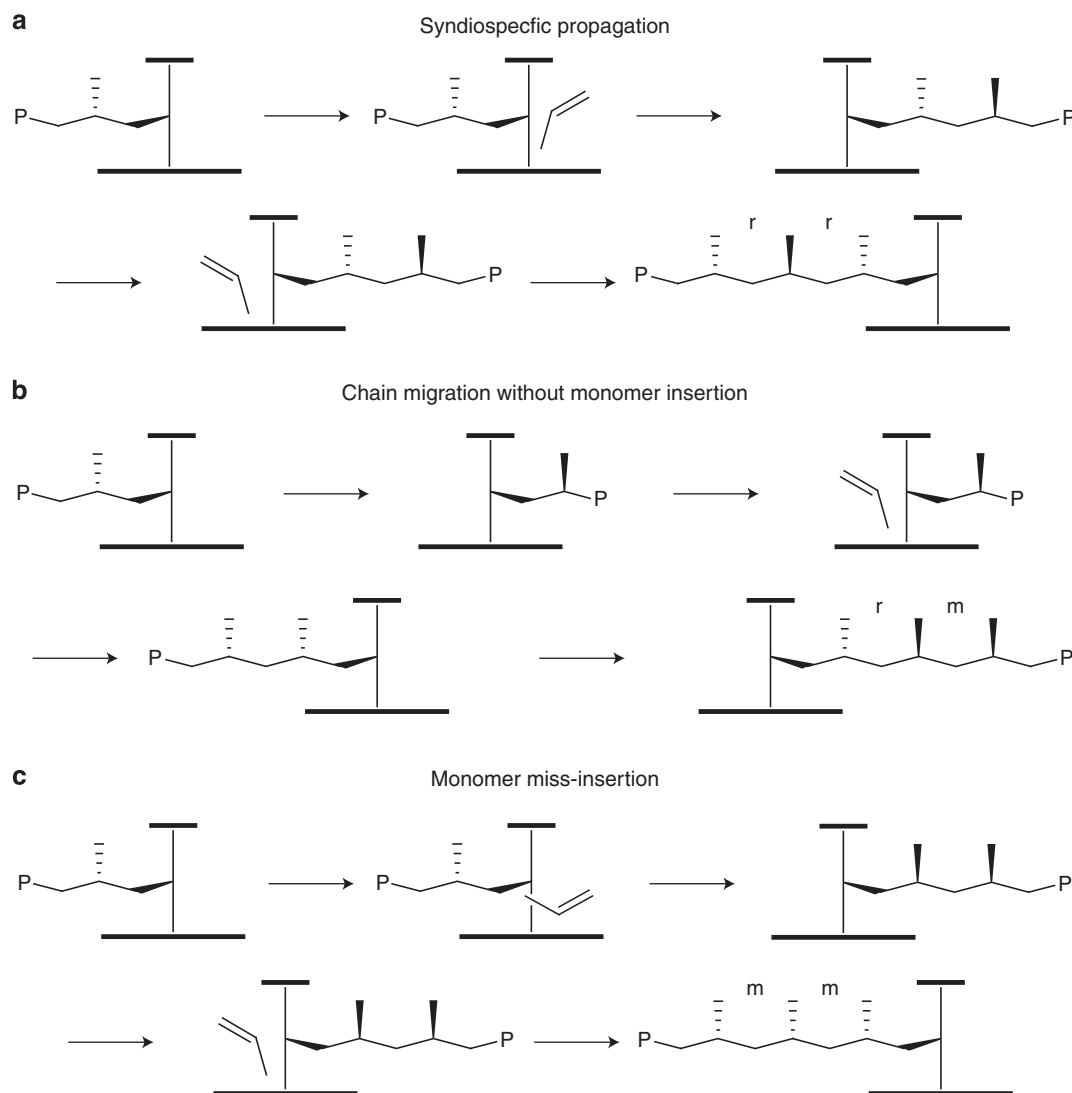 a
Syndiospecfic propagation
P P P
r r
P P
b
Chain migration without monomer insertion
P P P
r m
P P
c
Monomer miss-insertion
P P P
m m
P P